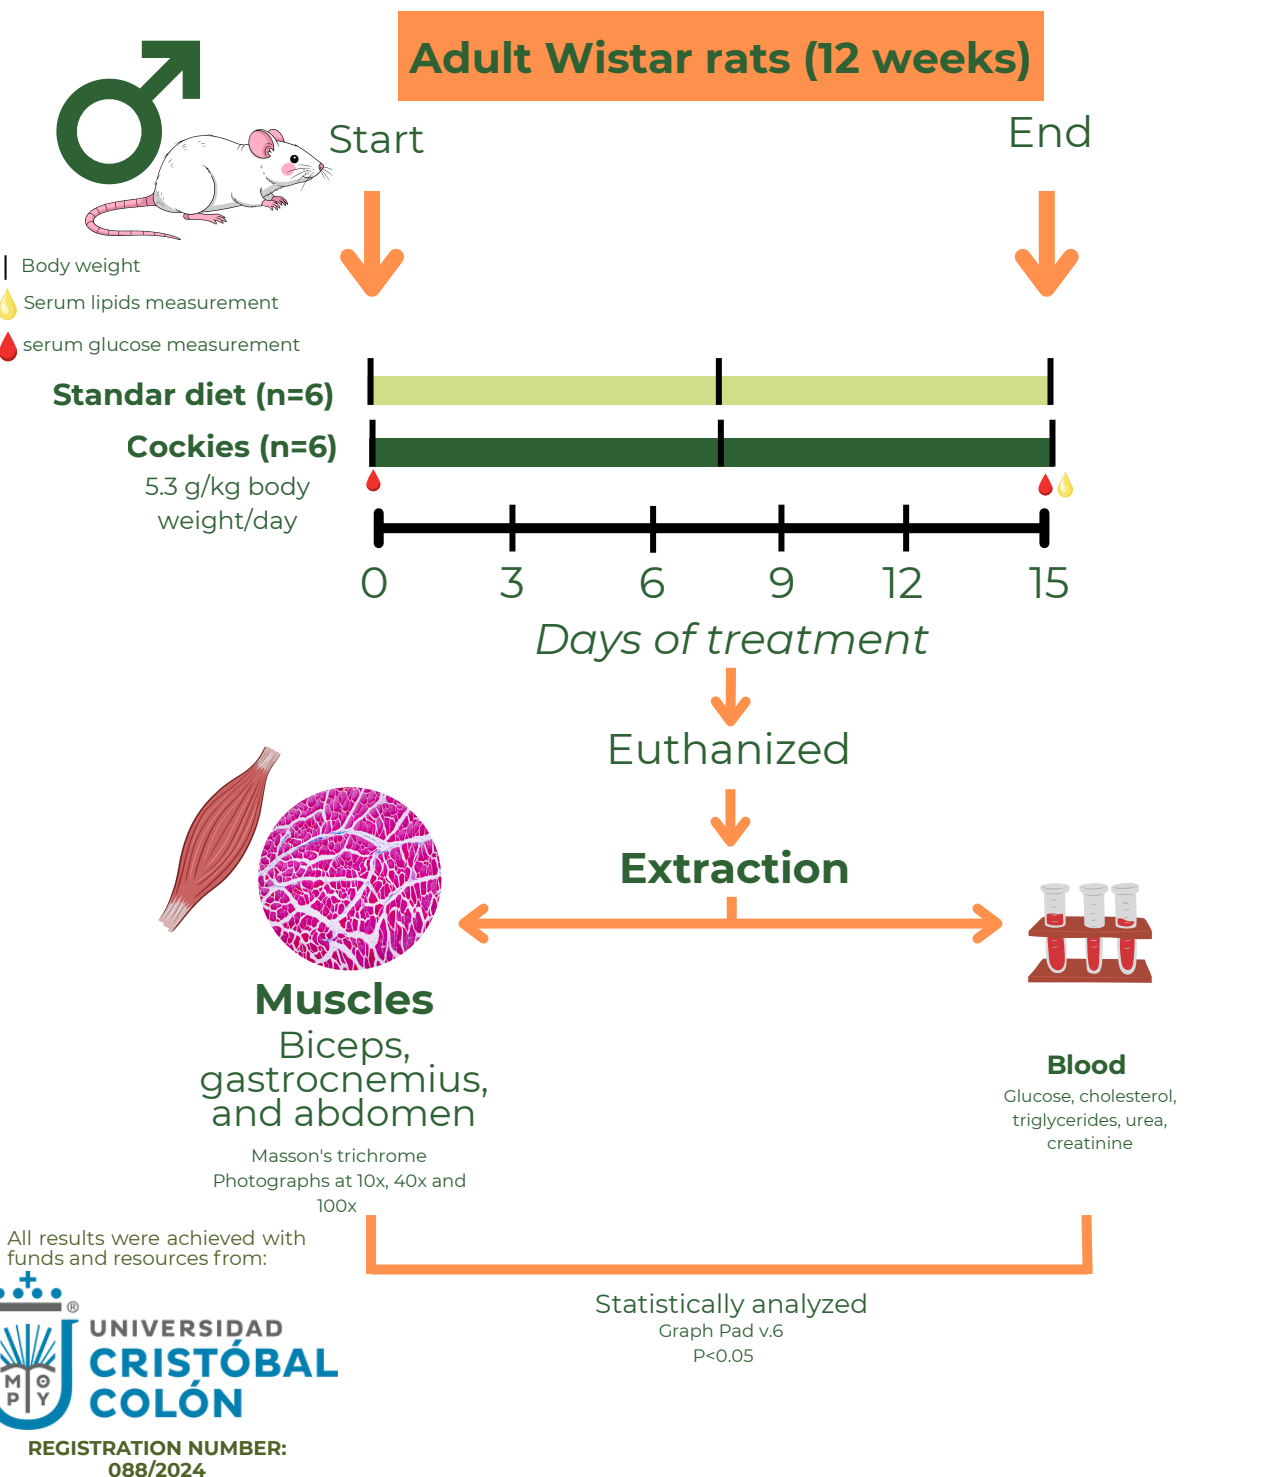 Adult Wistar rats (12 weeks)
Start
End
Body weight
Serum lipids measurement
serum glucose measurement
Standar diet (n=6)
Cockies (n=6)
5.3 g/kg body
weight/day
0 3 6 9 12 15
Days of treatment
Euthanized
Extraction
Muscles
Biceps,
gastrocnemius,
and abdomen
Masson's trichrome
Photographs at 10x, 40x and
100x
Blood
Glucose, cholesterol,
triglycerides, urea,
creatinine
Statistically analyzed
Graph Pad v.6
P<0.05
All results were achieved with
funds and resources from:
®
UNIVERSIDAD
CRISTÓBAL
COLÓN
M O
P Y
REGISTRATION NUMBER:
088/2024